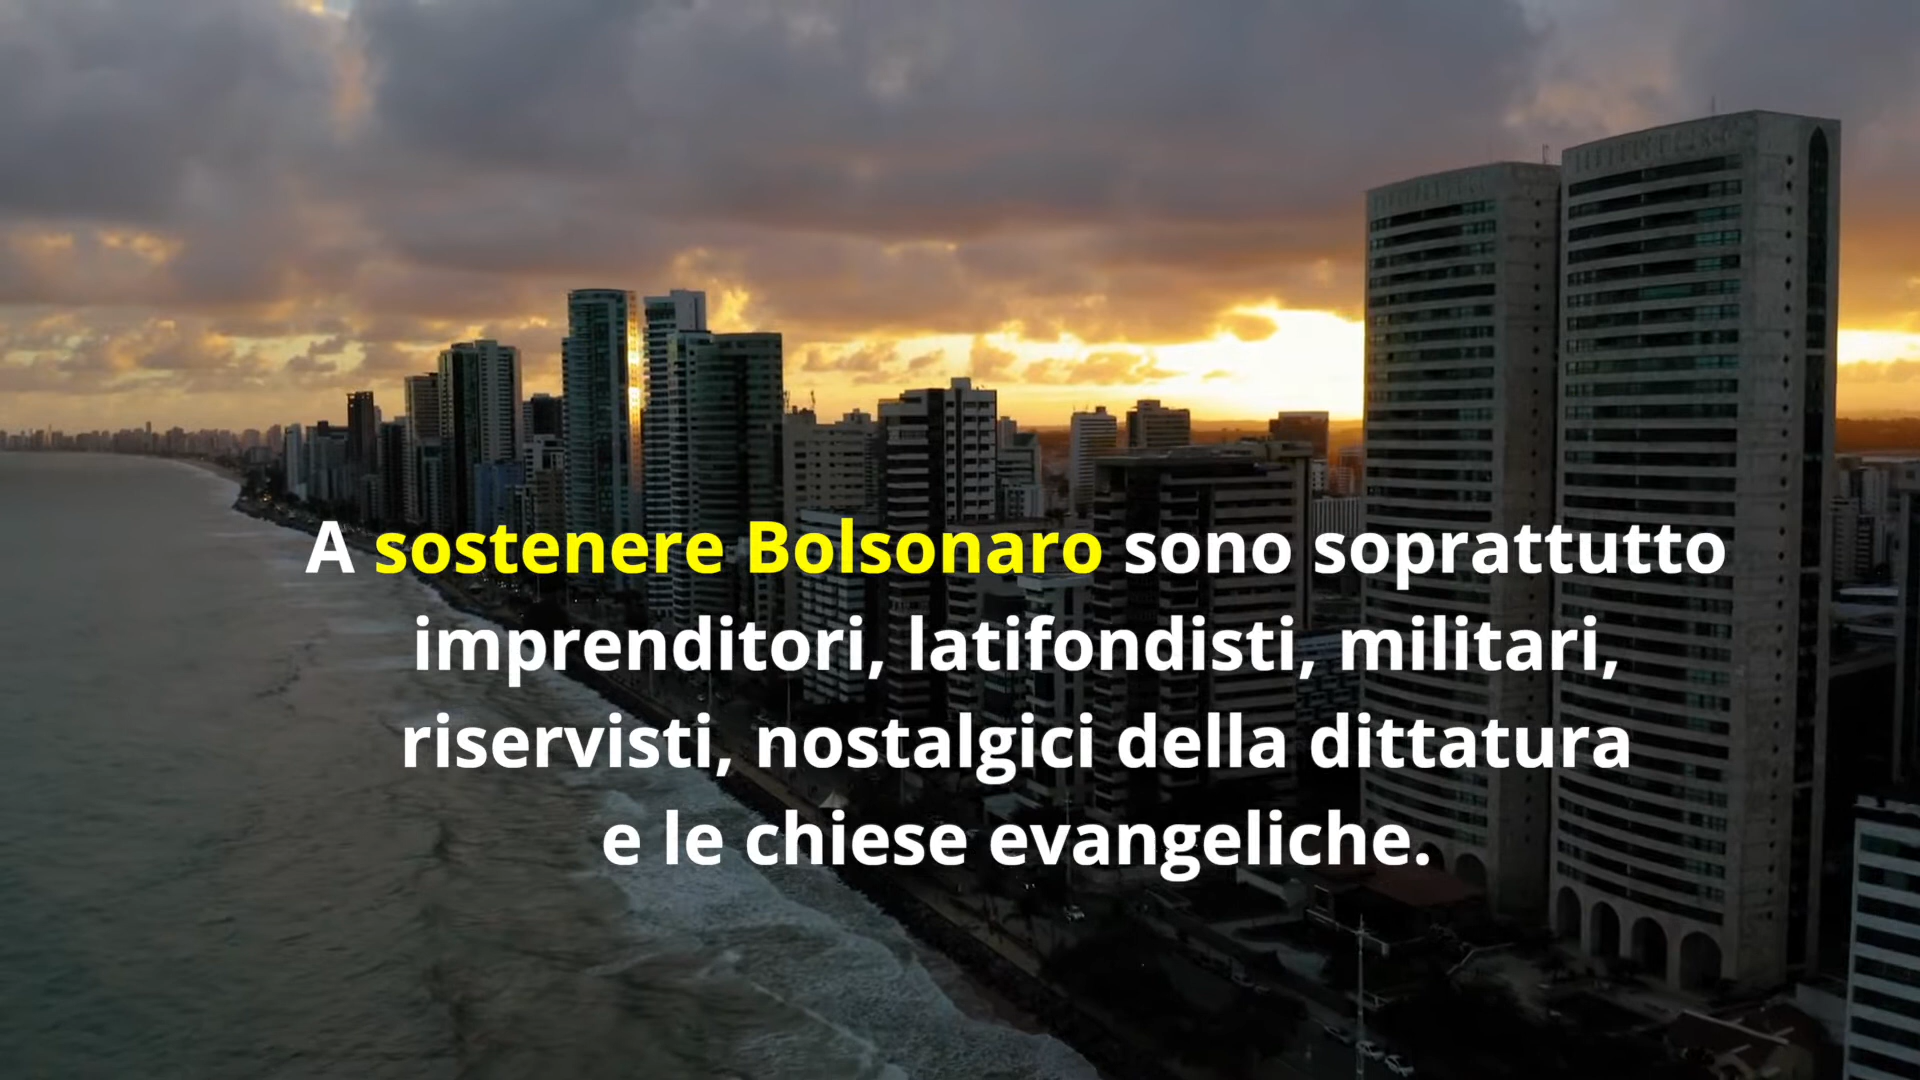 A sostenere Bolsonaro sono soprattutto
imprenditori, latifondisti, militari,
riservisti, nostalgici della dittatura
e le chiese evangeliche.